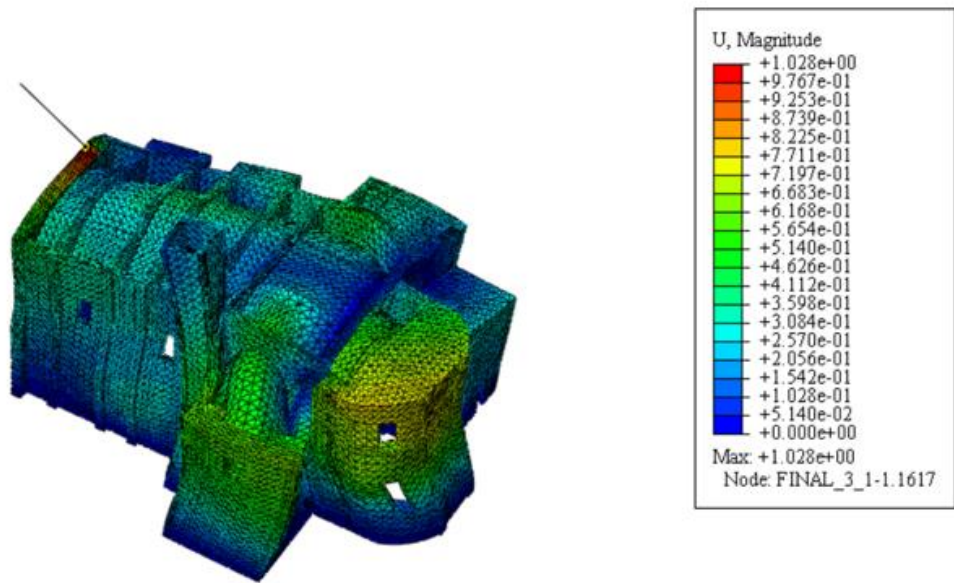 U, Magnitude
+1.028e+00
+9.767e-01
+9.253e-01
+8.739e-01
+8.225e-01
+7.711e-01
+7.197e-01
+6.683e-01
+6.168e-01
+5.654e-01
+5.140e-01
+4.626e-01
+4.112e-01
+3.598e-01
+3.084e-01
+2.570e-01
+2.056e-01
+1.542e-01
+1.028e-01
+5.140e-02
+0.000e+00
Max: +1.028e+00
Node: FINAL_3_1-1.1617